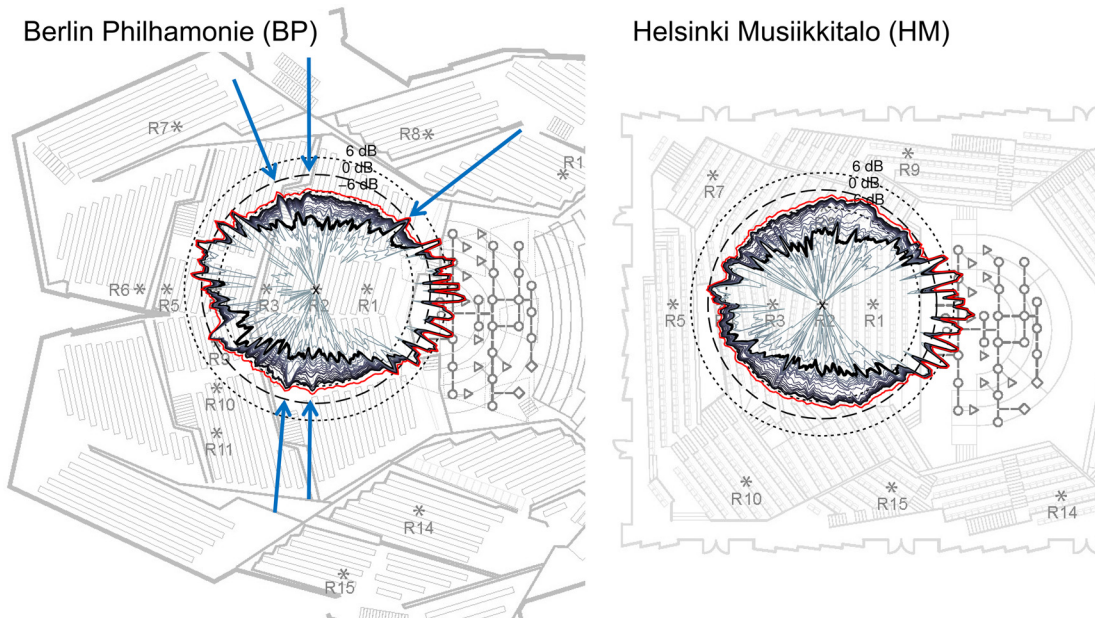 Berlin Philhamonie (BP)
Helsinki Musiikkitalo (HM)
R7
R8
R1
6 dB
0 dB
–6 dB
R6
R5
R3
R2
R1
R9
R10
R11
R14
R15
R7
R9
6 dB
0 dB
R5
R3
R2
R1
R10
R15
R14